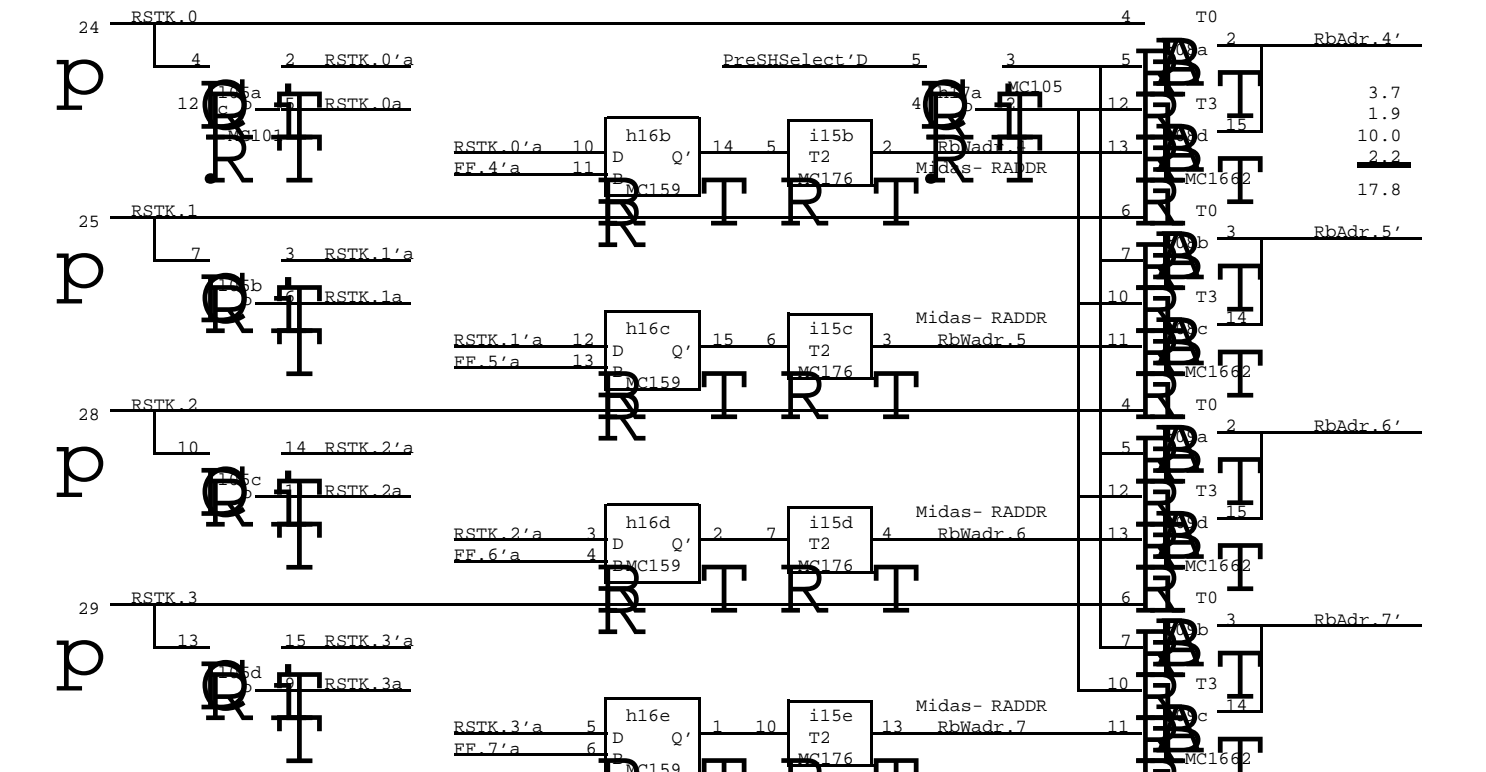 24 RSTK.0 4 T0
2 RbAdr.4'
4 2 RSTK.0'a PreSHSelect'D 5 3 5
12 5 RSTK.0a 4 MC105 2 12 T3 3.7
1.9
MC101 15 10.0
RSTK.0'a 10 h16b D Q' 14 5 i15b T2 2 RbWadr.4 13 2.2
FF.4'a 11 B MC159 MC176 Midas- RADDR MC1662
17.8
25 RSTK.1 6 T0
3 RbAdr.5'
7 3 RSTK.1'a 7
6 RSTK.1a 10 T3
Midas- RADDR 14
RSTK.1'a 12 h16c D Q' 15 6 i15c T2 3 RbWadr.5 11
FF.5'a 13 B MC159 MC176 MC1662
28 RSTK.2 4 T0
2 RbAdr.6'
10 14 RSTK.2'a 5
RSTK.2a 12 T3
Midas- RADDR 15
RSTK.2'a 3 h16d D Q' 2 7 i15d T2 4 RbWadr.6 13
FF.6'a 4 B MC159 MC176 MC1662
29 RSTK.3 6 T0
3 RbAdr.7'
13 15 RSTK.3'a 7
RSTK.3a 10 T3
Midas- RADDR 14
RSTK.3'a 5 h16e D Q' 1 10 i15e T2 13 RbWadr.7 11
FF.7'a 6 B MC159 MC176 MC1662